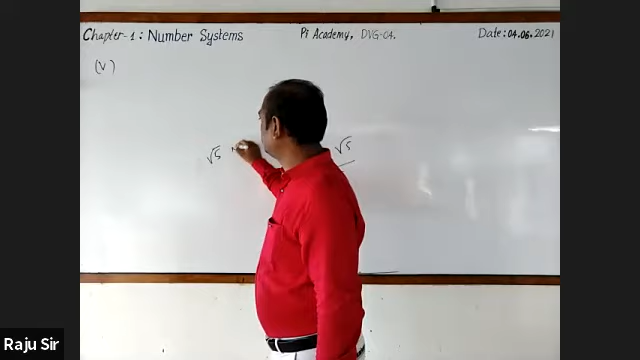 Chapter-1: Number Systems Pi Academy, DVG-04. Date: 04.06.2021
(V)
√5 √5
Raju Sir